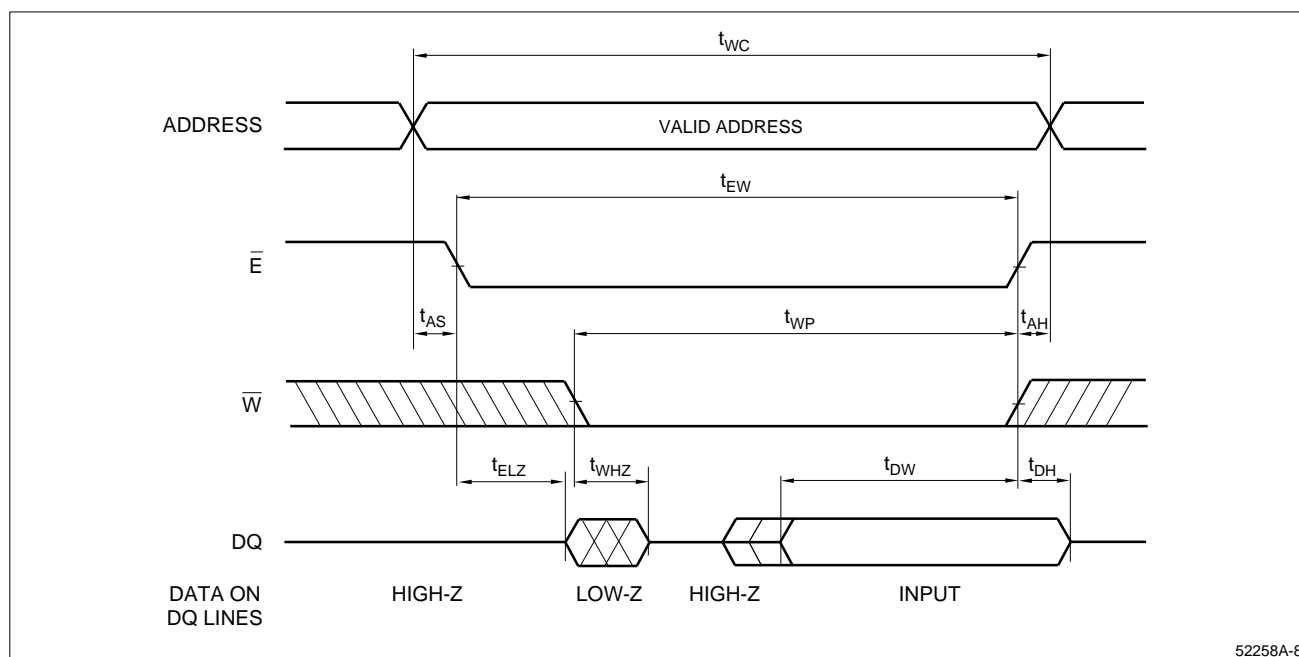 tWC
ADDRESS
VALID ADDRESS
tEW
E
tAS
tWP
tAH
W
tELZ
tWHZ
tDW
tDH
DQ
DATA ON
DQ LINES
HIGH-Z
LOW-Z
HIGH-Z
INPUT
52258A-8